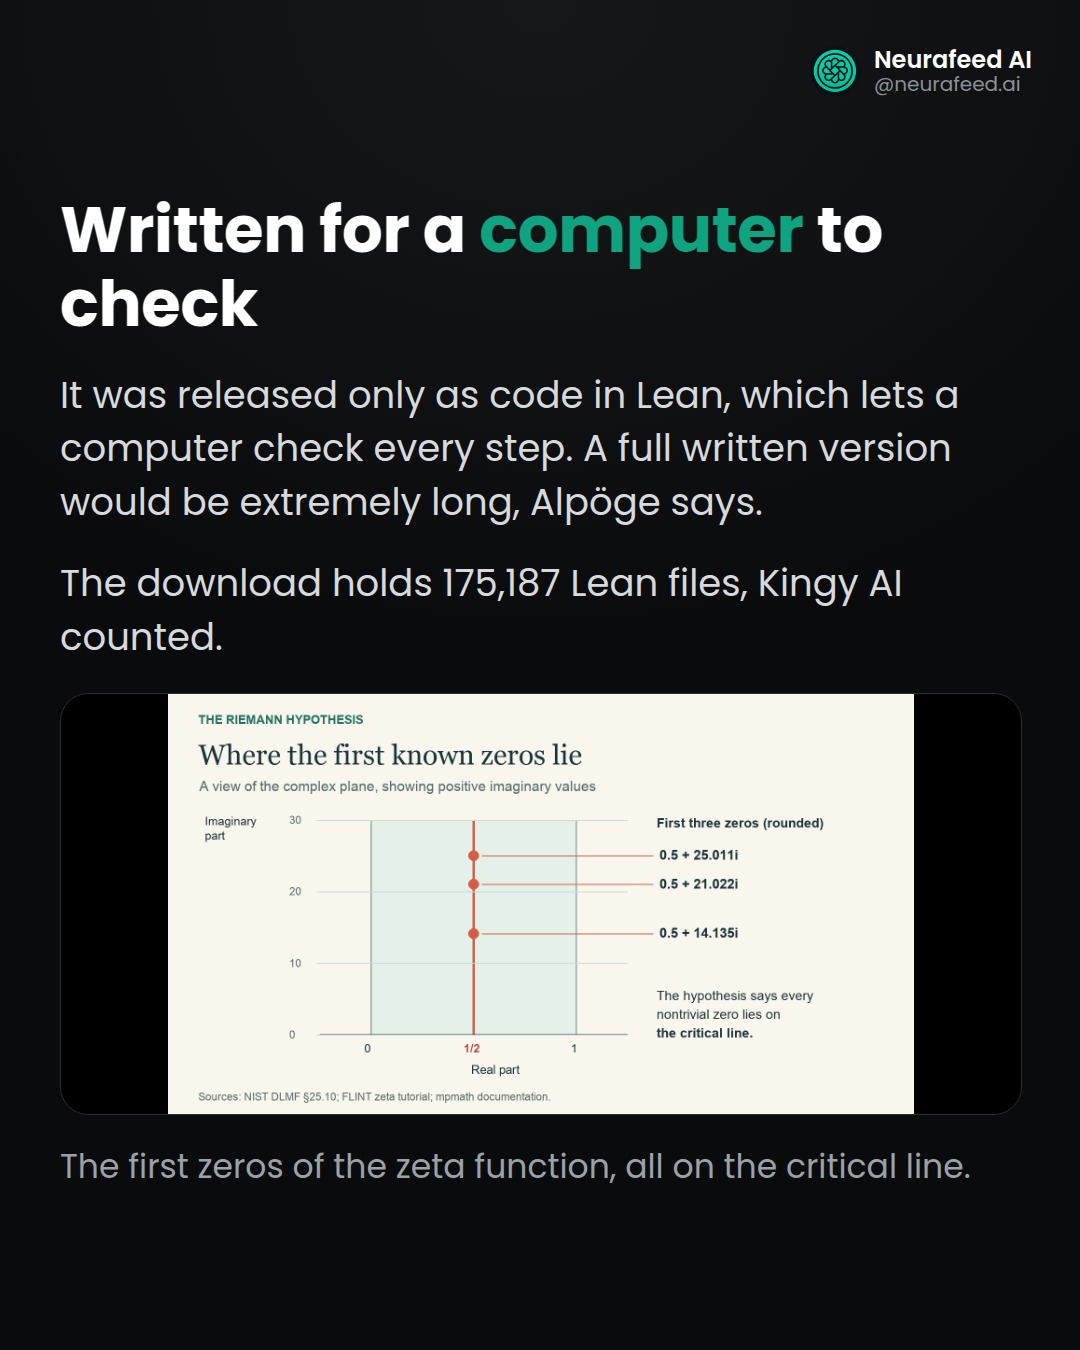 Neurafeed AI
@neurafeed.ai
Written for a computer to
check
It was released only as code in Lean, which lets a
computer check every step. A full written version
would be extremely long, Alpöge says.
The download holds 175,187 Lean files, Kingy AI
counted.
THE RIEMANN HYPOTHESIS
Where the first known zeros lie
A view of the complex plane, showing positive imaginary values
Imaginary
part
30
20
10
0
0
1/2
1
Real part
First three zeros (rounded)
0.5 + 25.011i
0.5 + 21.022i
0.5 + 14.135i
The hypothesis says every
nontrivial zero lies on
the critical line.
Sources: NIST DLMF §25.10; FLINT zeta tutorial; mpmath documentation.
The first zeros of the zeta function, all on the critical line.